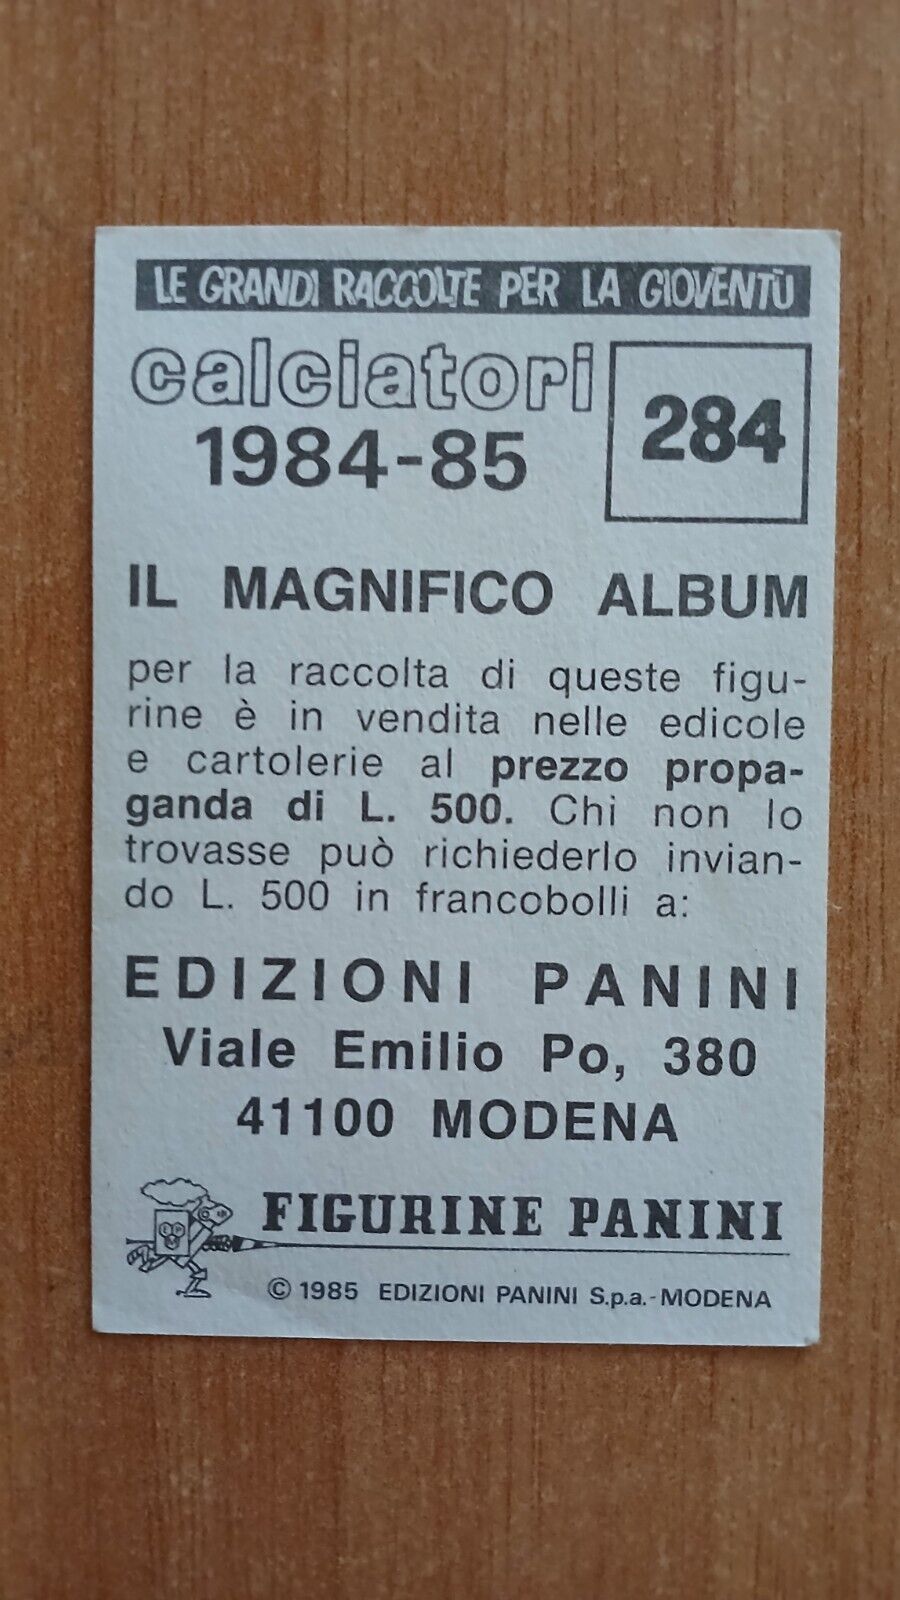 LE GRANDI RACCOLTE PER LA GIOVENTÙ
calciatori
1984-85
284
IL MAGNIFICO ALBUM
per la raccolta di queste figu-
rine è in vendita nelle edicole
e cartolerie al prezzo propa-
ganda di L. 500. Chi non lo
trovasse può richiederlo invian-
do L. 500 in francobolli a:
EDIZIONI PANINI
Viale Emilio Po, 380
41100 MODENA
FIGURINE PANINI
© 1985 EDIZIONI PANINI S.p.a.-MODENA